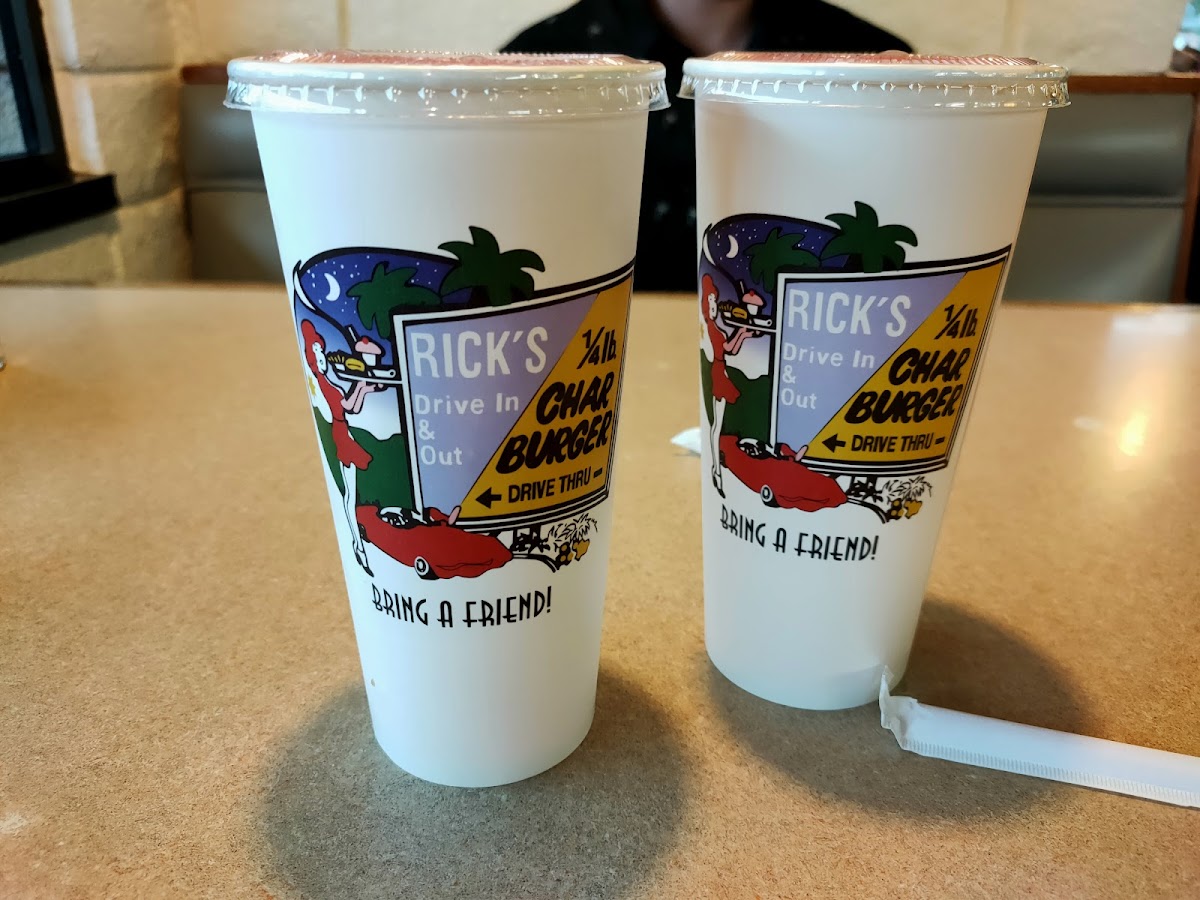 RICK'S
Drive In
&
Out
1/4 lb.
CHAR
BURGER
← DRIVE THRU –
BRING A FRIEND!
RICK'S
Drive In
&
Out
1/4 lb.
CHAR
BURGER
← DRIVE THRU –
BRING A FRIEND!